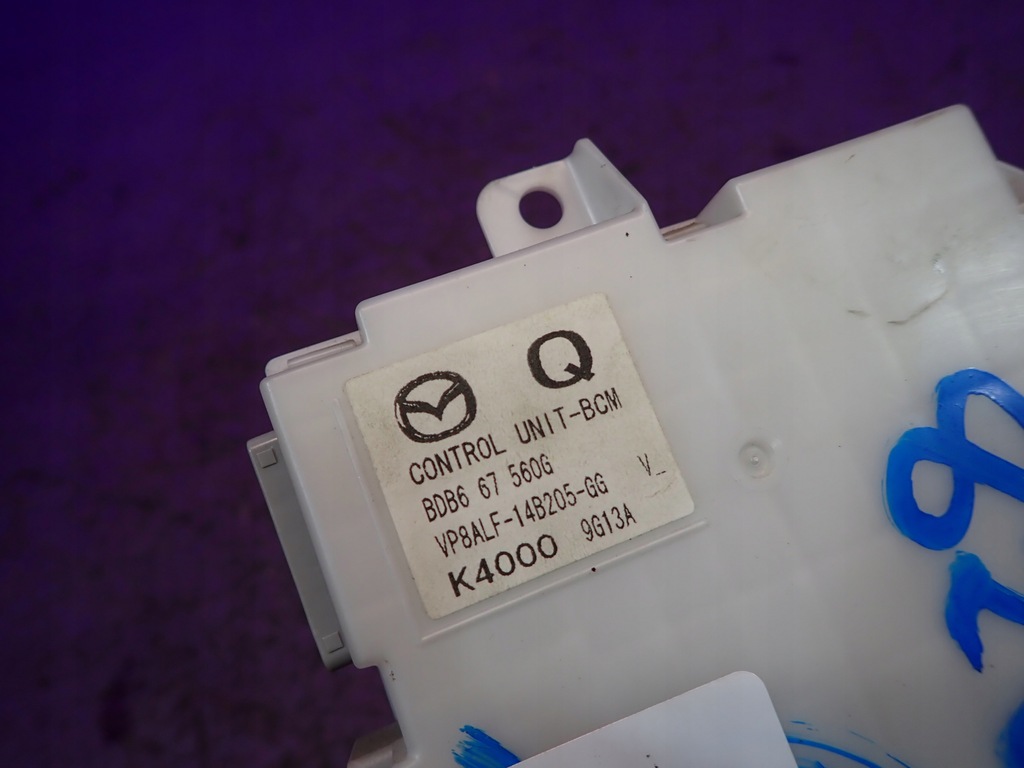 Q
CONTROL UNIT-BCM
BDB6 67 560G
VP8ALF-14B205-GG V_
K4000 9G13A